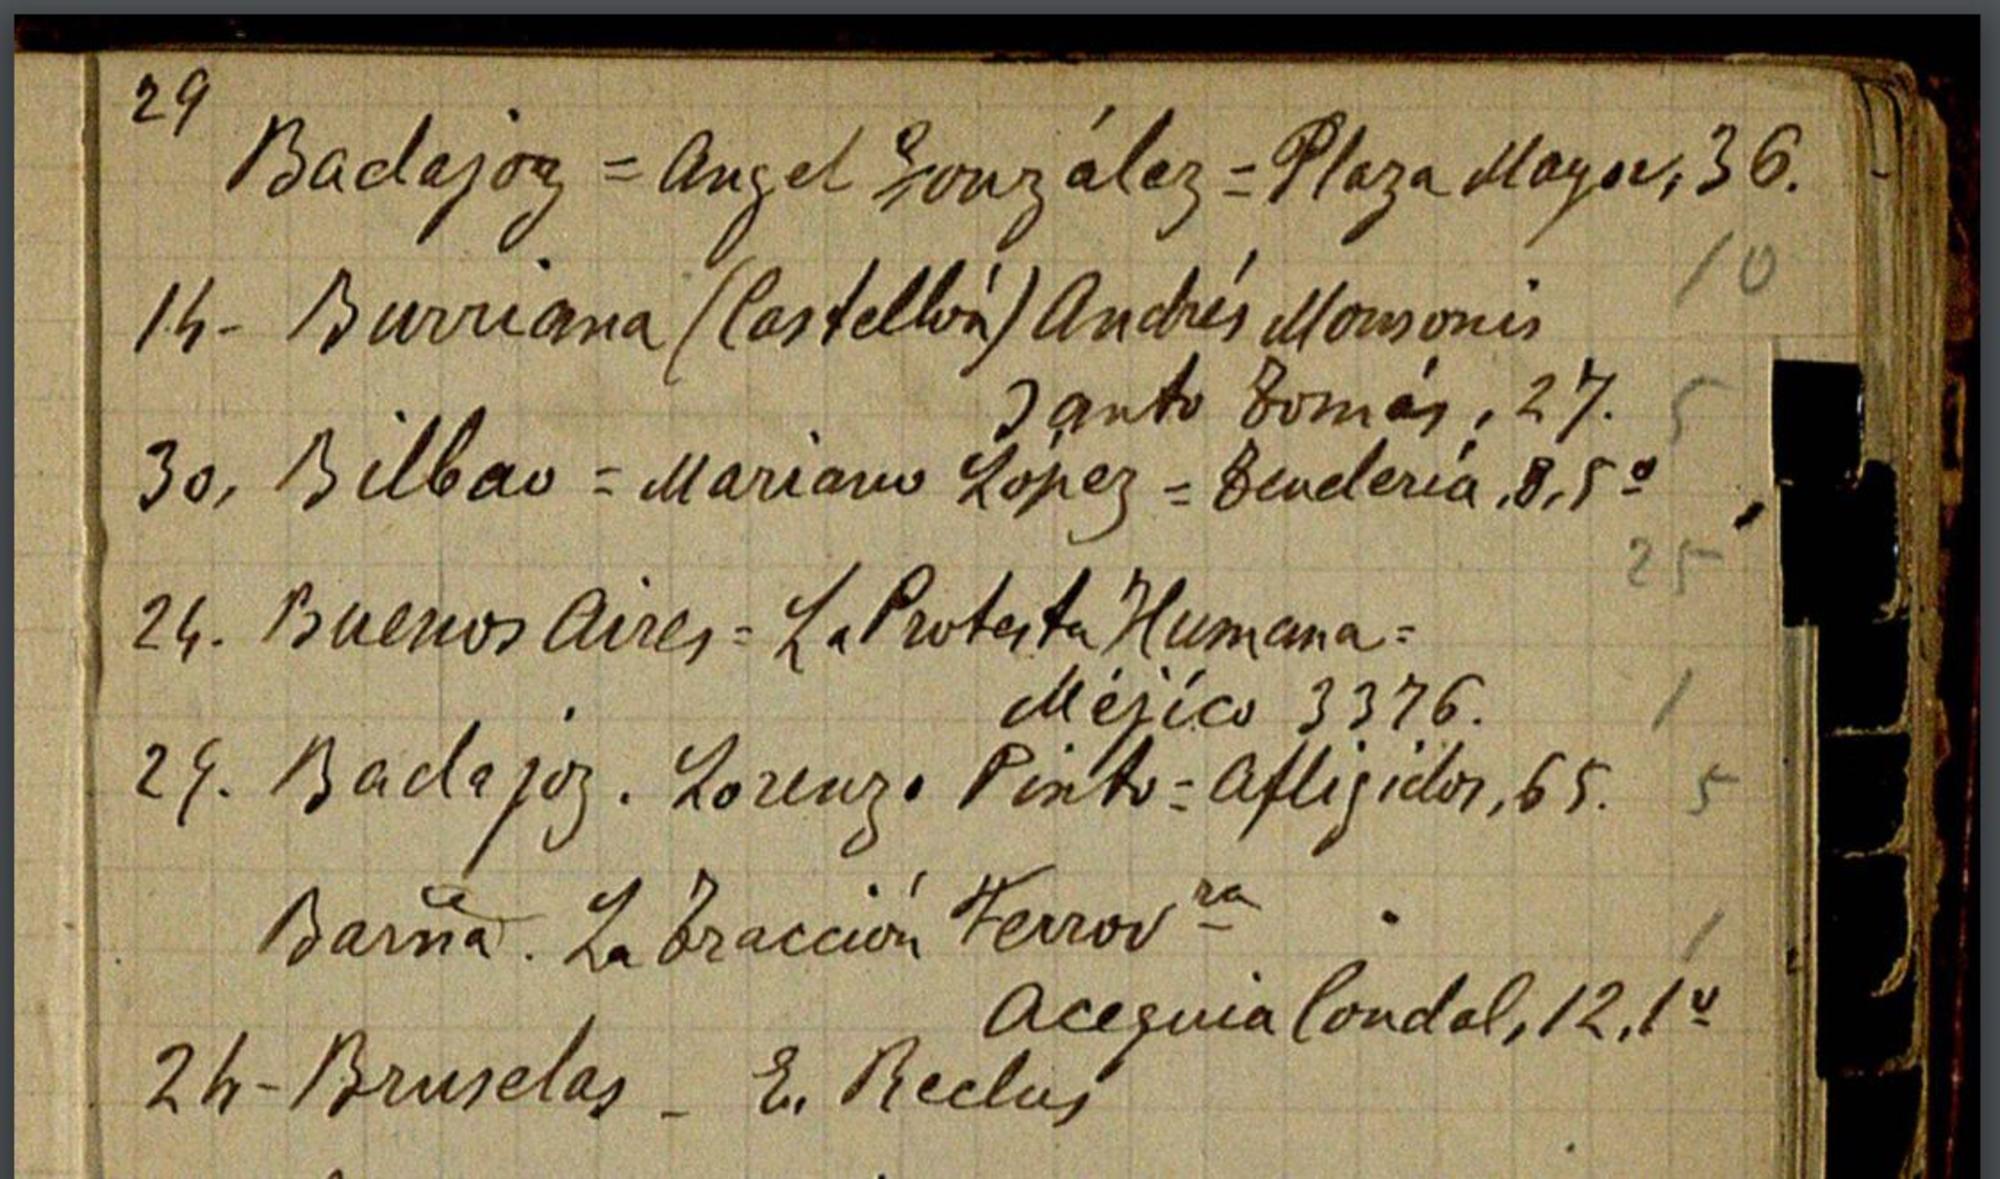 29
Badajoz = Angel González = Plaza Mayor, 36.
10
14 - Burriana (Castellón) Andrés Monsonis
Santo Tomás, 27. 5
30, Bilbao = Mariano López = Tendería, 8, 5º
25
24. Buenos Aires = La Protesta Humana =
Méjico 3376. 1
29. Badajoz. Lorenzo Pinto = Afligidos, 65. 5
Barna. La Tracción Ferrovra 1
Acequia Condal, 12, 1º
24 - Bruselas - E. Reclus